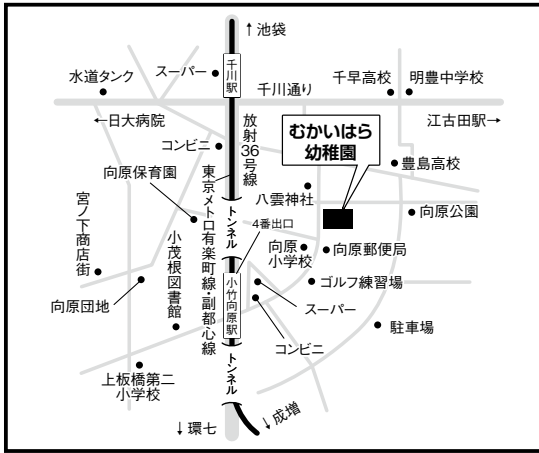 ↑池袋
千川駅
スーパー
水道タンク
千川通り
千早高校
明豊中学校
←日大病院
江古田駅→
コンビニ
放射36号線
むかいはら
幼稚園
豊島高校
向原保育園
八雲神社
向原公園
東京メトロ有楽町線・副都心線
トンネル
4番出口
宮ノ下商店街
小茂根図書館
向原
小学校
向原郵便局
向原団地
小竹向原駅
ゴルフ練習場
スーパー
コンビニ
駐車場
上板橋第二
小学校
トンネル
↓環七
↓成増